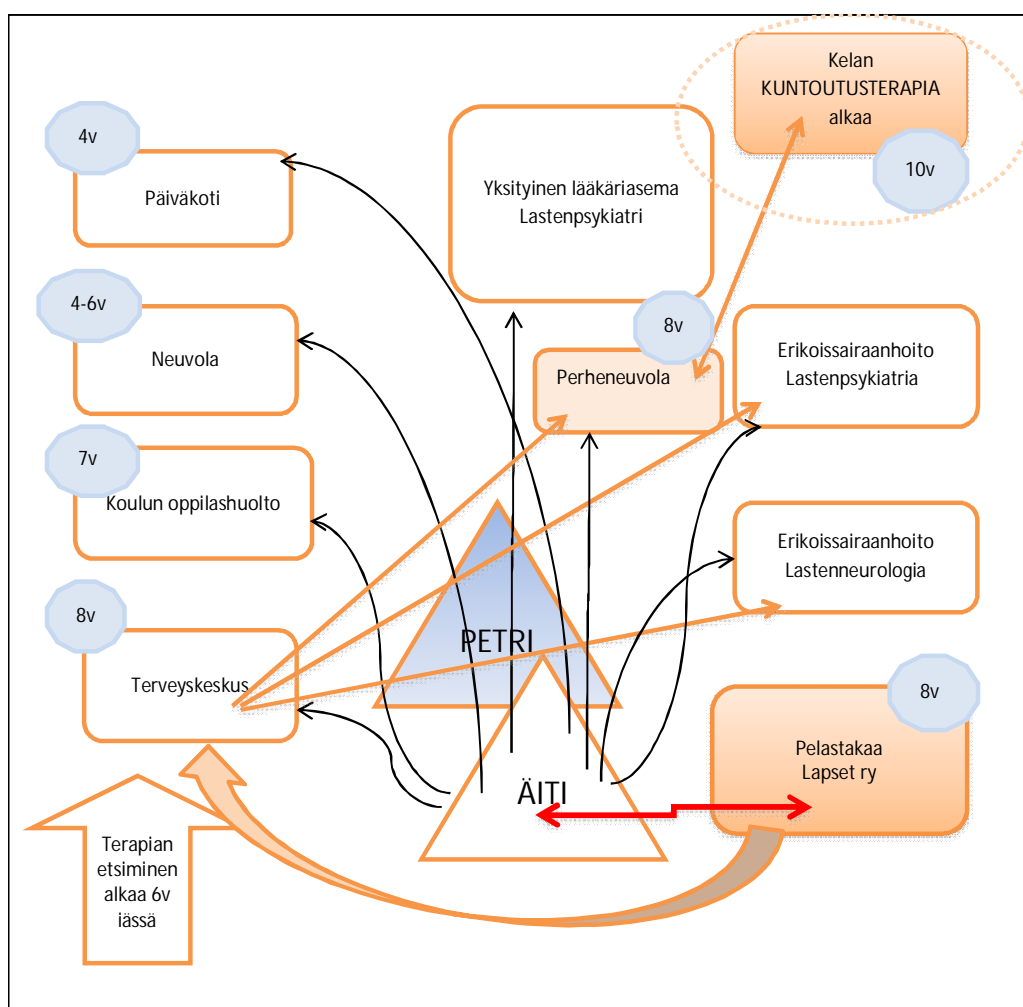 Kelan
KUNTOUTUSTERAPIA
alkaa
10v
4v
Päiväkoti
Yksityinen lääkäriasema
Lastenpsykiatri
4-6v
Neuvola
8v
Perheneuvola
Erikoissairaanhoito
Lastenpsykiatria
7v
Koulun oppilashuolto
Erikoissairaanhoito
Lastenneurologia
8v
Terveyskeskus
PETRI
8v
Pelastakaa
Lapset ry
ÄITI
Terapian
etsiminen
alkaa 6v
iässä